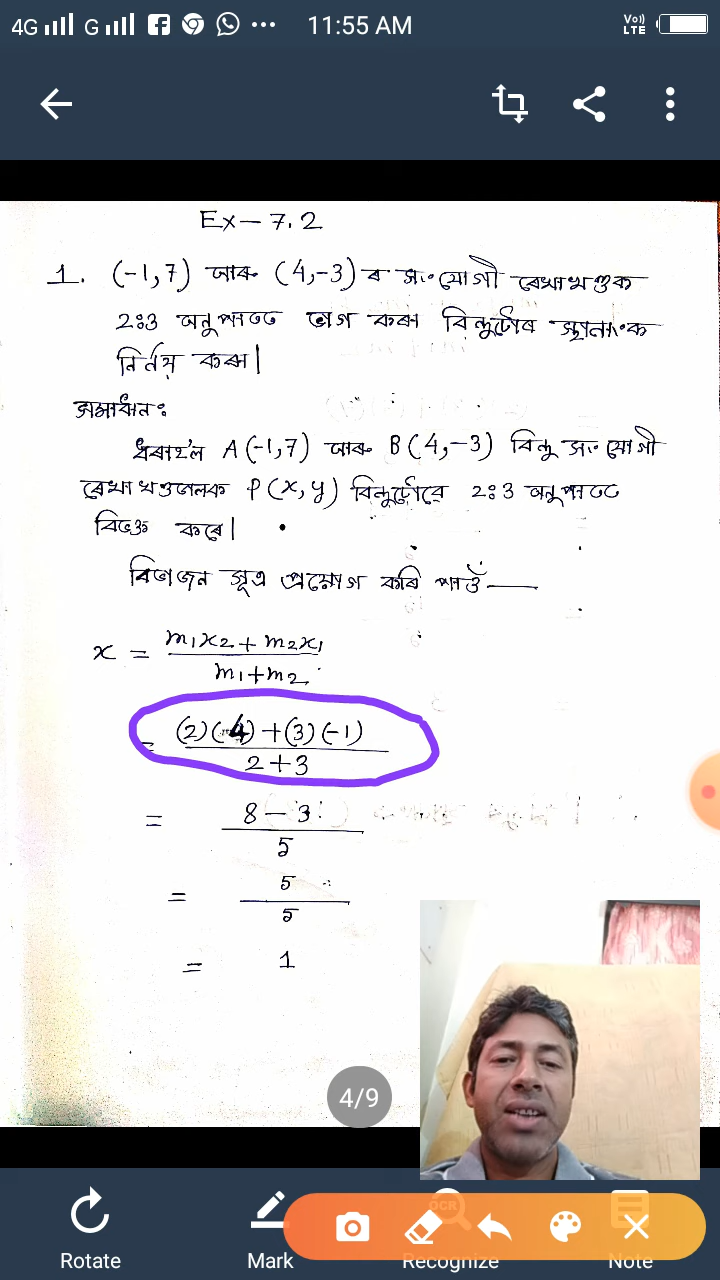 4G G 11:55 AM Vo)) LTE
Ex – 7.2
1. (-1,7) আৰু (4,-3) ৰ সংযোগী ৰেখাখণ্ডক
2:3 অনুপাতত ভাগ কৰা বিন্দুটোৰ স্থানাংক
নিৰ্ণয় কৰা।
সমাধান:
ধৰাহ'ল A(-1,7) আৰু B(4,-3) বিন্দু সংযোগী
ৰেখাখণ্ডডালক P(x,y) বিন্দুটোৱে 2:3 অনুপাতত
বিভক্ত কৰে।
বিভাজন সূত্ৰ প্ৰয়োগ কৰি পাওঁ —
x = m₁x₂ + m₂x₁
m₁ + m₂
= (2)(4) + (3)(-1)
2 + 3
= 8 – 3
5
= 5
5
= 1
4/9
Rotate Mark Recognize Note